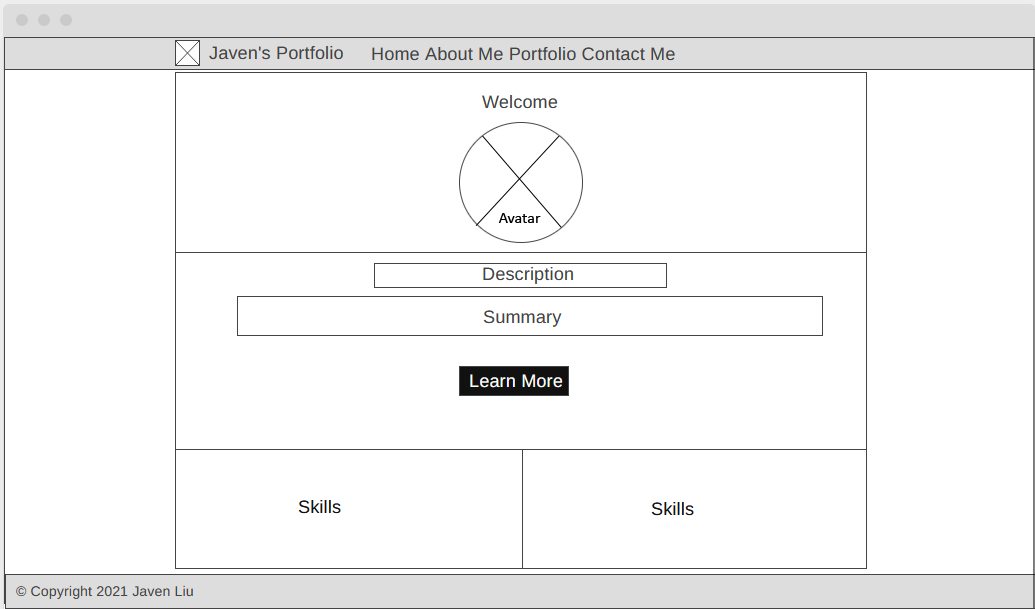 Javen's Portfolio Home About Me Portfolio Contact Me
Welcome
Avatar
Description
Summary
Learn More
Skills Skills
© Copyright 2021 Javen Liu